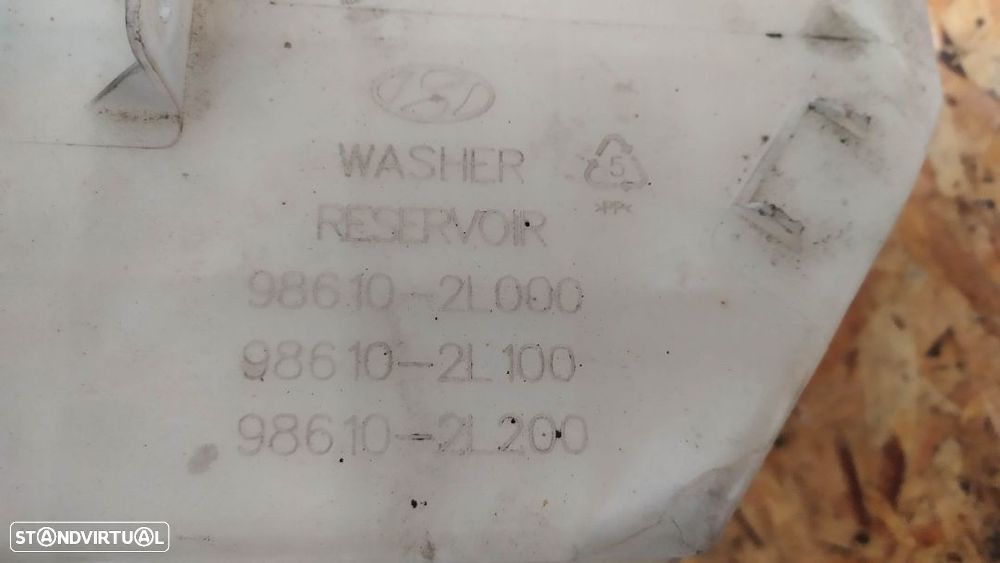 WASHER
RESERVOIR
5
>PP<
98610-2L000
98610-2L100
98610-2L200
STANDVIRTUAL